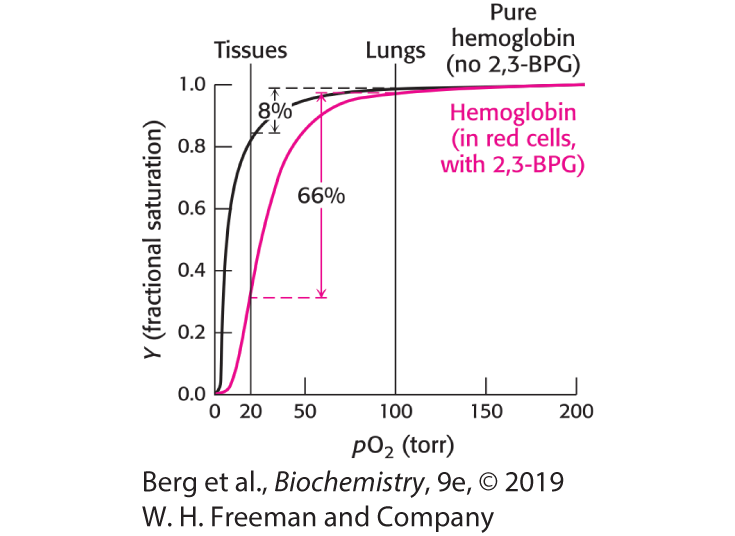 Pure
hemoglobin
(no 2,3-BPG)
Tissues
Lungs
1.0
8%
Hemoglobin
(in red cells,
with 2,3-BPG)
0.8
66%
0.6
0.4
0.2
0.0
Y (fractional saturation)
0 20 50 100 150 200
pO₂ (torr)
Berg et al., Biochemistry, 9e, © 2019
W. H. Freeman and Company